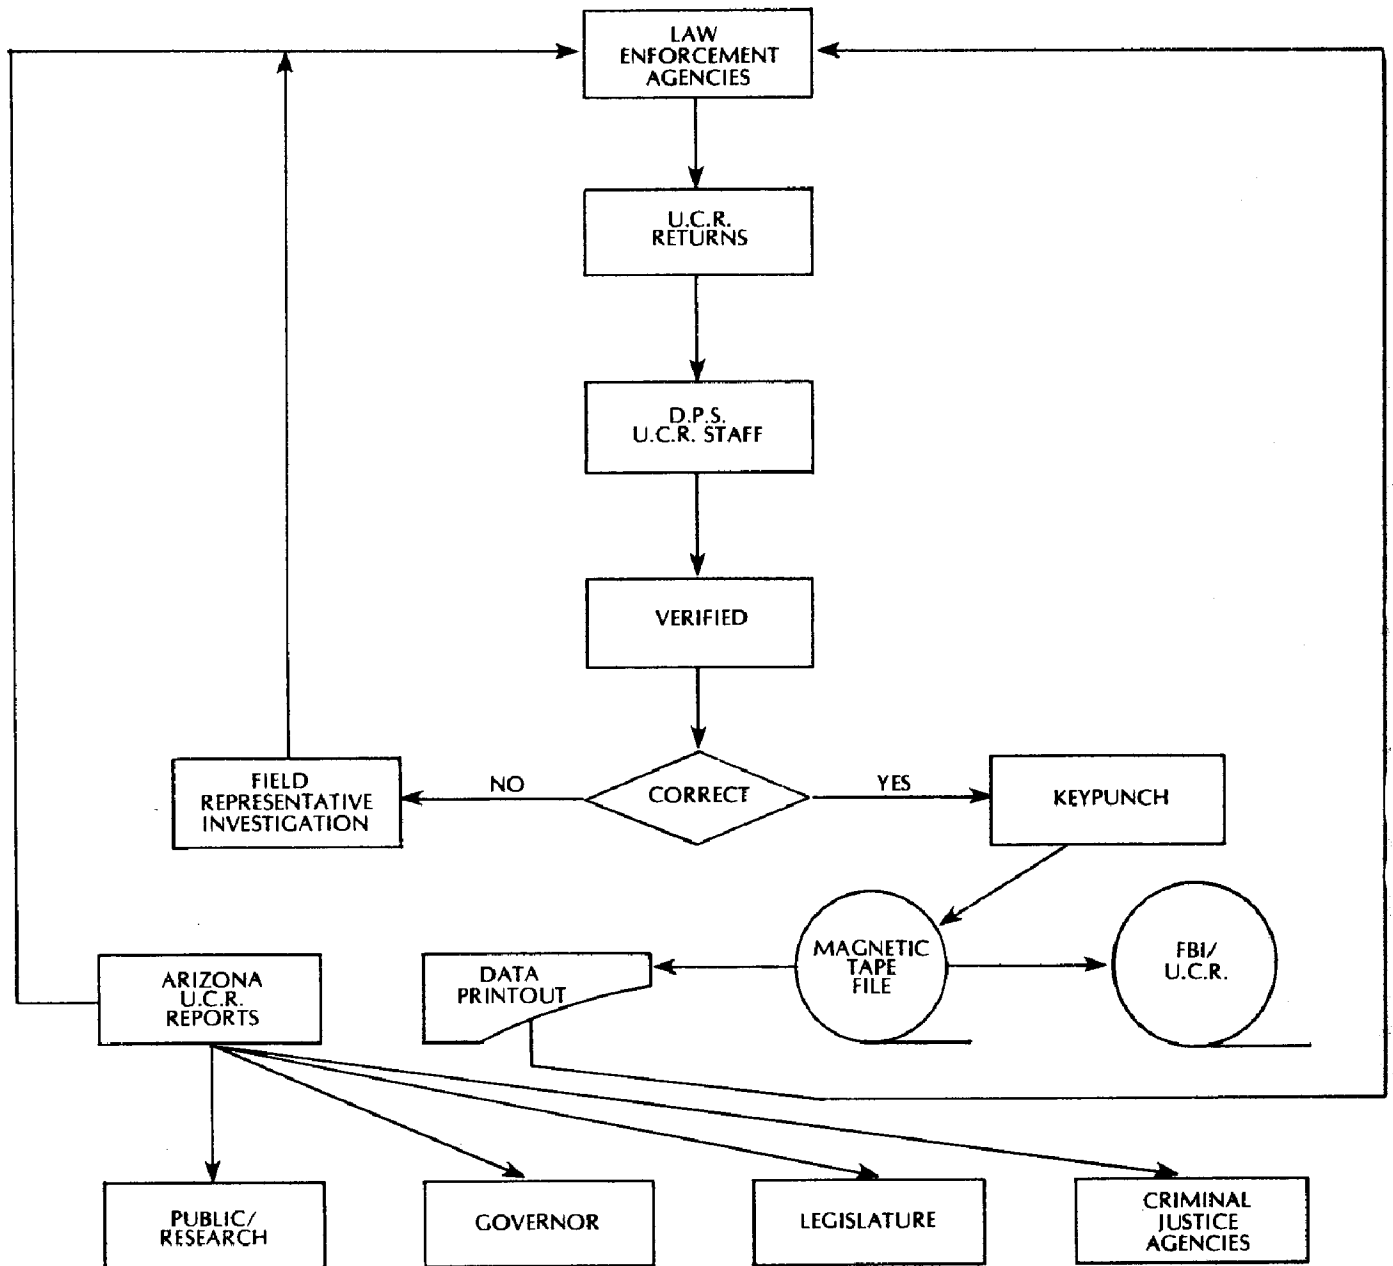 LAW
ENFORCEMENT
AGENCIES
U.C.R.
RETURNS
D.P.S.
U.C.R. STAFF
VERIFIED
FIELD
REPRESENTATIVE
INVESTIGATION
NO
CORRECT
YES
KEYPUNCH
ARIZONA
U.C.R.
REPORTS
DATA
PRINTOUT
MAGNETIC
TAPE
FILE
FBI/
U.C.R.
PUBLIC/
RESEARCH
GOVERNOR
LEGISLATURE
CRIMINAL
JUSTICE
AGENCIES